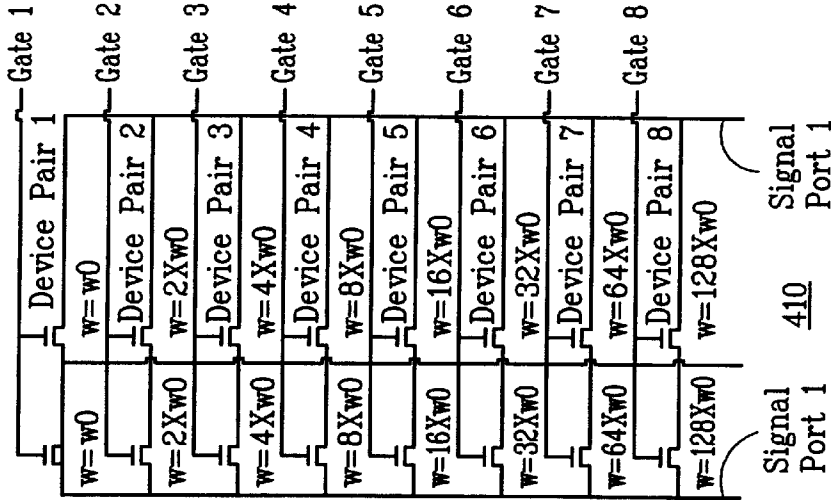 Gate 1
Device Pair 1
w=w0 w=w0
Gate 2
Device Pair 2
w=2Xw0 w=2Xw0
Gate 3
Device Pair 3
w=4Xw0 w=4Xw0
Gate 4
Device Pair 4
w=8Xw0 w=8Xw0
Gate 5
Device Pair 5
w=16Xw0 w=16Xw0
Gate 6
Device Pair 6
w=32Xw0 w=32Xw0
Gate 7
Device Pair 7
w=64Xw0 w=64Xw0
Gate 8
Device Pair 8
w=128Xw0 w=128Xw0
Signal
Port 1
410
Signal
Port 1